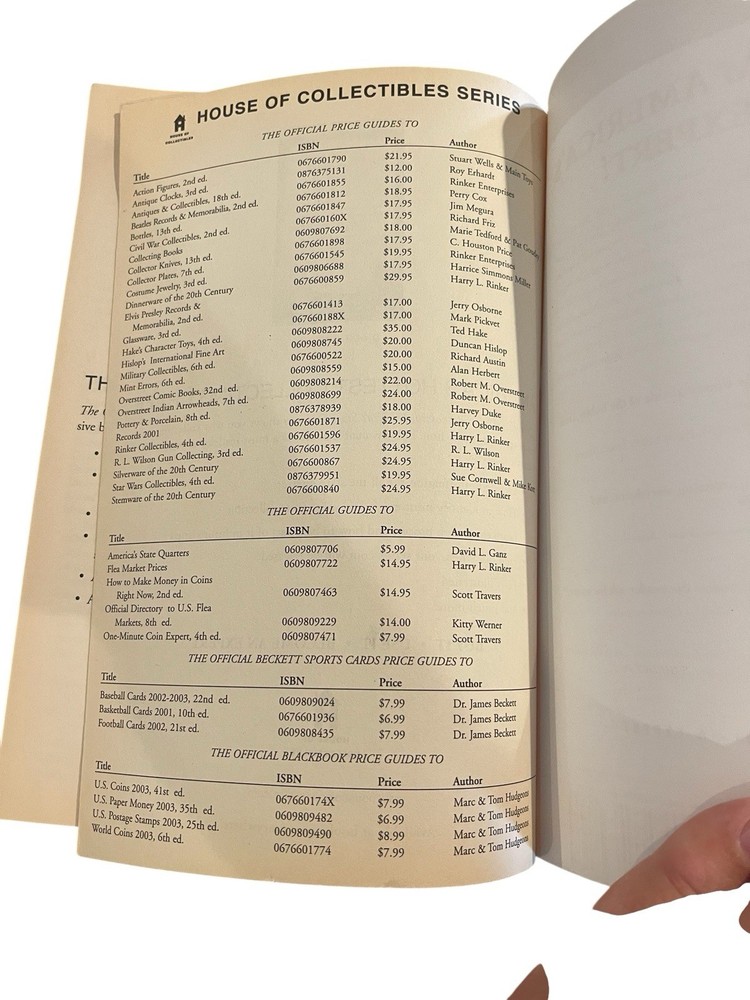 HOUSE OF COLLECTIBLES
HOUSE OF COLLECTIBLES SERIES
THE OFFICIAL PRICE GUIDES TO
Title ISBN Price Author
Action Figures, 2nd ed. 0676601790 $21.95 Stuart Wells & Main Toys
Antique Clocks, 3rd ed. 0876375131 $12.00 Roy Erhardt
Antiques & Collectibles, 18th ed. 0676601855 $16.00 Rinker Enterprises
Beatles Records & Memorabilia, 2nd ed. 0676601812 $18.95 Perry Cox
Bottles, 13th ed. 0676601847 $17.95 Jim Megura
Civil War Collectibles, 2nd ed. 067660160X $17.95 Richard Friz
Collecting Books 0609807692 $18.00 Marie Tedford & Pat Goudey
Collector Knives, 13th ed. 0676601898 $17.95 C. Houston Price
Collector Plates, 7th ed. 0676601545 $19.95 Rinker Enterprises
Costume Jewelry, 3rd ed. 0609806688 $17.95 Harrice Simmons Miller
Dinnerware of the 20th Century 0676600859 $29.95 Harry L. Rinker
Elvis Presley Records &
Memorabilia, 2nd ed. 0676601413 $17.00 Jerry Osborne
Glassware, 3rd ed. 067660188X $17.00 Mark Pickvet
Hake's Character Toys, 4th ed. 0609808222 $35.00 Ted Hake
Hislop's International Fine Art 0609808745 $20.00 Duncan Hislop
Military Collectibles, 6th ed. 0676600522 $20.00 Richard Austin
Mint Errors, 6th ed. 0609808559 $15.00 Alan Herbert
Overstreet Comic Books, 32nd ed. 0609808214 $22.00 Robert M. Overstreet
Overstreet Indian Arrowheads, 7th ed. 0609808699 $24.00 Robert M. Overstreet
Pottery & Porcelain, 8th ed. 0876378939 $18.00 Harvey Duke
Records 2001 0676601871 $25.95 Jerry Osborne
Rinker Collectibles, 4th ed. 0676601596 $19.95 Harry L. Rinker
R. L. Wilson Gun Collecting, 3rd ed. 0676601537 $24.95 R. L. Wilson
Silverware of the 20th Century 0676600867 $24.95 Harry L. Rinker
Star Wars Collectibles, 4th ed. 0876379951 $19.95 Sue Cornwell & Mike Kott
Stemware of the 20th Century 0676600840 $24.95 Harry L. Rinker
THE OFFICIAL GUIDES TO
Title ISBN Price Author
America's State Quarters 0609807706 $5.99 David L. Ganz
Flea Market Prices 0609807722 $14.95 Harry L. Rinker
How to Make Money in Coins
Right Now, 2nd ed. 0609807463 $14.95 Scott Travers
Official Directory to U.S. Flea
Markets, 8th ed. 0609809229 $14.00 Kitty Werner
One-Minute Coin Expert, 4th ed. 0609807471 $7.99 Scott Travers
THE OFFICIAL BECKETT SPORTS CARDS PRICE GUIDES TO
Title ISBN Price Author
Baseball Cards 2002-2003, 22nd ed. 0609809024 $7.99 Dr. James Beckett
Basketball Cards 2001, 10th ed. 0676601936 $6.99 Dr. James Beckett
Football Cards 2002, 21st ed. 0609808435 $7.99 Dr. James Beckett
THE OFFICIAL BLACKBOOK PRICE GUIDES TO
Title ISBN Price Author
U.S. Coins 2003, 41st ed. 067660174X $7.99 Marc & Tom Hudgeons
U.S. Paper Money 2003, 35th ed. 0609809482 $6.99 Marc & Tom Hudgeons
U.S. Postage Stamps 2003, 25th ed. 0609809490 $8.99 Marc & Tom Hudgeons
World Coins 2003, 6th ed. 0676601774 $7.99 Marc & Tom Hudgeons
TH
The
sive b